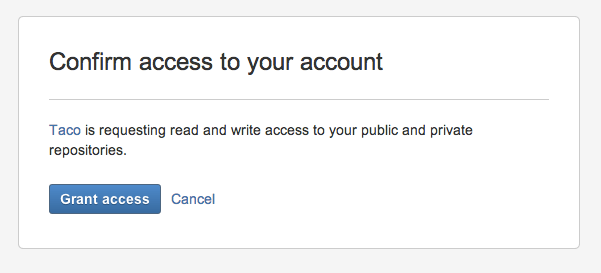 Confirm access to your account
Taco is requesting read and write access to your public and private
repositories.
Grant access Cancel